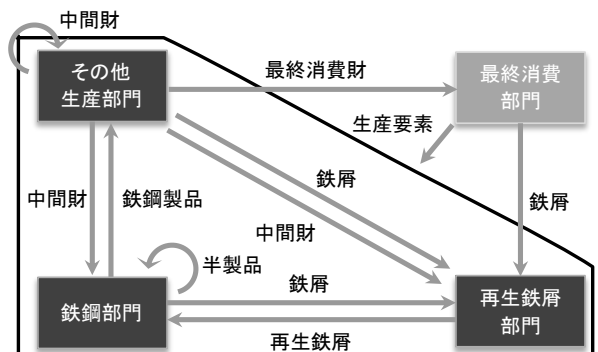 中間財
その他
生産部門
最終消費財
最終消費
部門
生産要素
鉄屑
中間財
鉄鋼製品
鉄屑
中間財
半製品
鉄屑
鉄鋼部門
再生鉄屑
部門
再生鉄屑